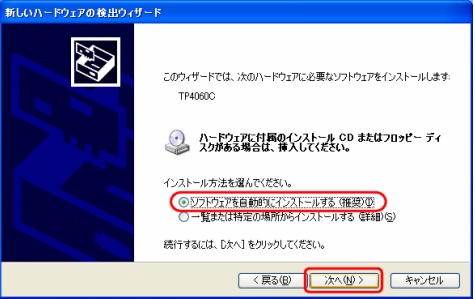 新しいハードウェアの検出ウィザード
このウィザードでは、次のハードウェアに必要なソフトウェアをインストールします:
TP4060C
ハードウェアに付属のインストール CD またはフロッピー ディ
スクがある場合は、挿入してください。
インストール方法を選んでください。
ソフトウェアを自動的にインストールする (推奨)(I)
一覧または特定の場所からインストールする (詳細)(S)
続行するには、[次へ] をクリックしてください。
< 戻る(B)
次へ(N) >
キャンセル